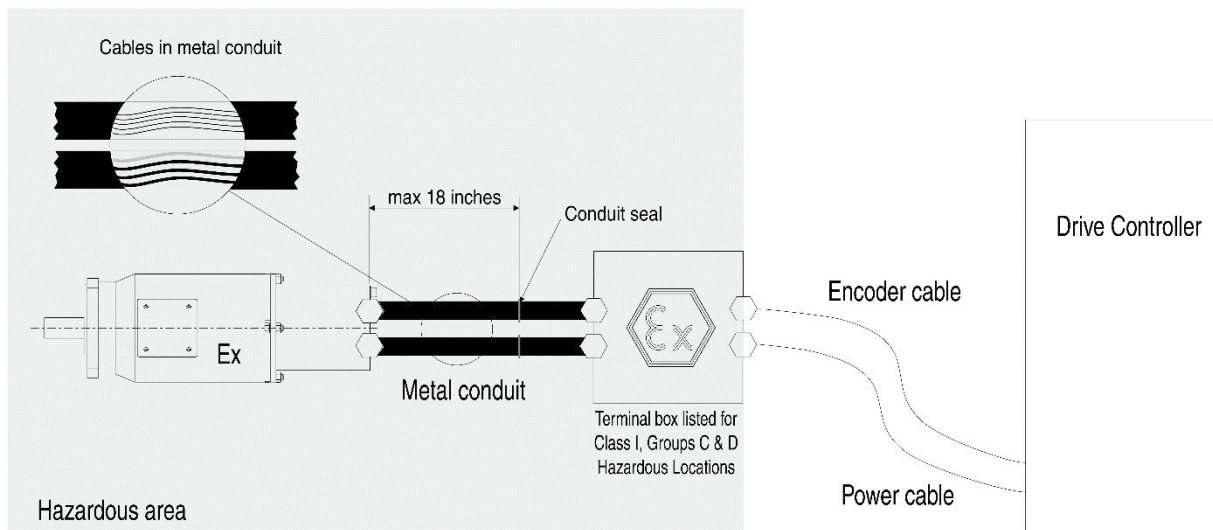 Cables in metal conduit
max 18 inches
Conduit seal
Drive Controller
Encoder cable
Ex
Ex
Metal conduit
Terminal box listed for
Class I, Groups C & D
Hazardous Locations
Power cable
Hazardous area